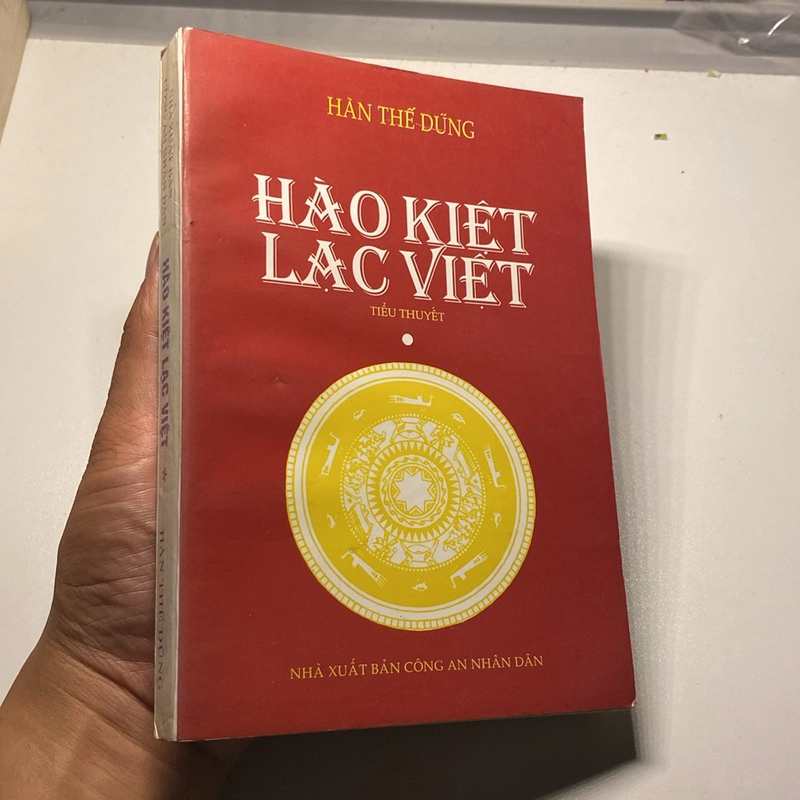 HÀN THẾ DŨNG
HÀO KIỆT
LẠC VIỆT
TIỂU THUYẾT
NHÀ XUẤT BẢN CÔNG AN NHÂN DÂN
HÀO KIỆT LẠC VIỆT
HÀN THẾ DŨNG